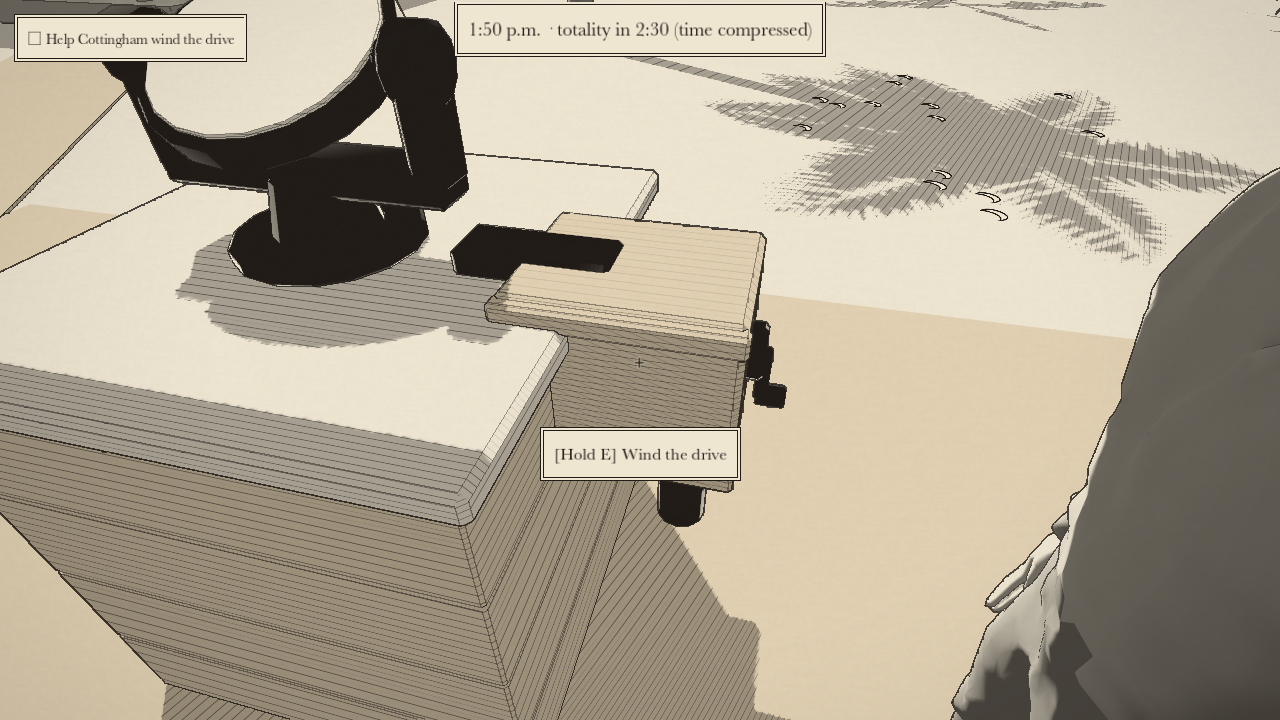 ☐ Help Cottingham wind the drive
1:50 p.m. · totality in 2:30 (time compressed)
[Hold E] Wind the drive